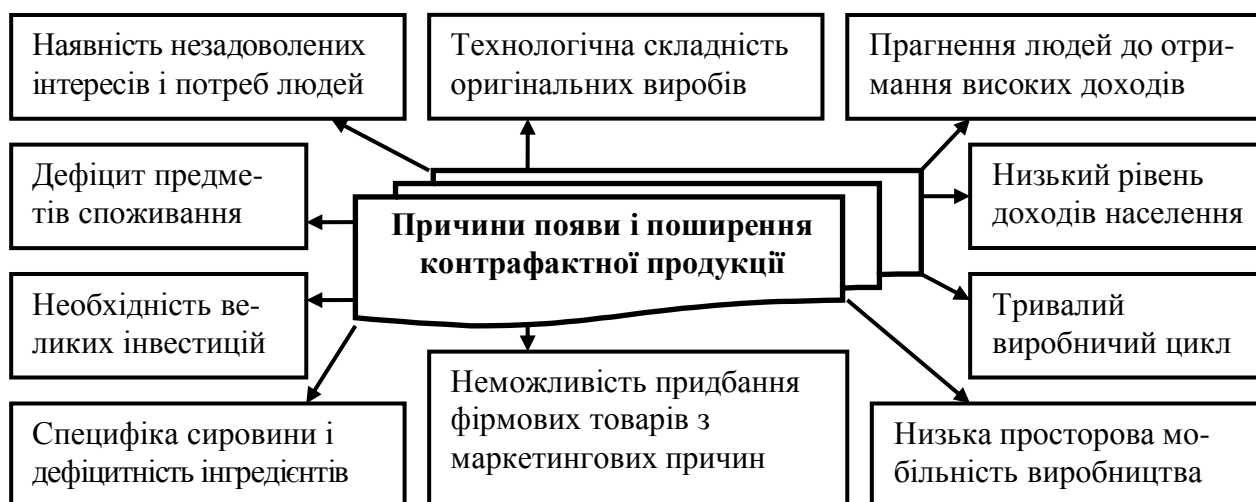 Наявність незадоволених
інтересів і потреб людей
Технологічна складність
оригінальних виробів
Прагнення людей до отри-
мання високих доходів
Дефіцит предме-
тів споживання
Причини появи і поширення
контрафактної продукції
Низький рівень
доходів населення
Необхідність ве-
ликих інвестицій
Тривалий
виробничий цикл
Специфіка сировини і
дефіцитність інгредієнтів
Неможливість придбання
фірмових товарів з
маркетингових причин
Низька просторова мо-
більність виробництва